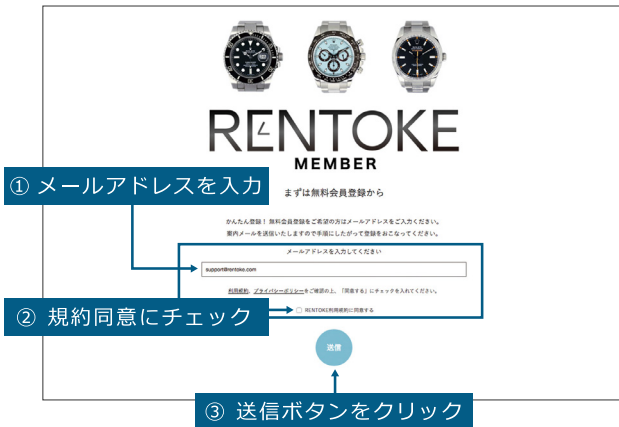 RENTOKE
MEMBER
① メールアドレスを入力
まずは無料会員登録から
かんたん登録！ 無料会員登録をご希望の方はメールアドレスをご入力ください。
案内メールを送信いたしますので手順にしたがって登録をおこなってください。
メールアドレスを入力してください
support@rentoke.com
利用規約、プライバシーポリシーをご確認の上、「同意する」にチェックを入れてください。
② 規約同意にチェック
RENTOKE利用規則に同意する
送信
③ 送信ボタンをクリック